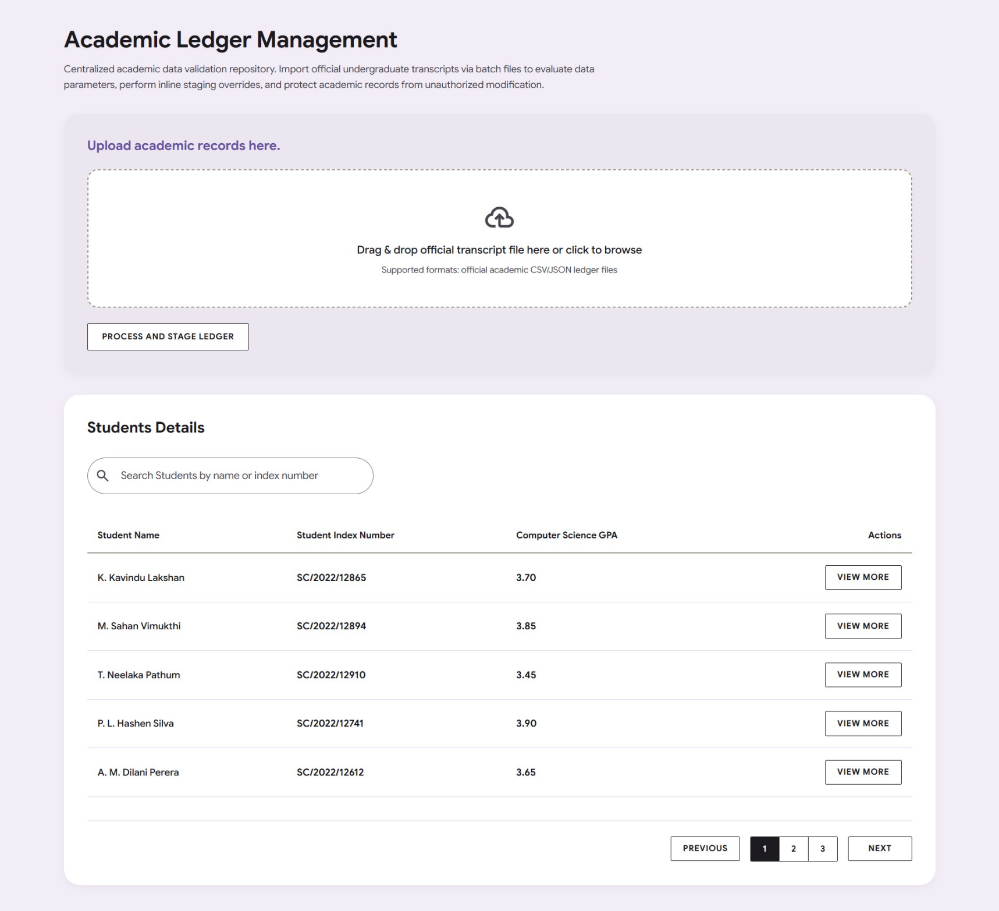 Academic Ledger Management
Centralized academic data validation repository. Import official undergraduate transcripts via batch files to evaluate data
parameters, perform inline staging overrides, and protect academic records from unauthorized modification.
Upload academic records here.
Drag & drop official transcript file here or click to browse
Supported formats: official academic CSV/JSON ledger files
PROCESS AND STAGE LEDGER
Students Details
Search Students by name or index number
Student Name Student Index Number Computer Science GPA Actions
K. Kavindu Lakshan SC/2022/12865 3.70 VIEW MORE
M. Sahan Vimukthi SC/2022/12894 3.85 VIEW MORE
T. Neelaka Pathum SC/2022/12910 3.45 VIEW MORE
P. L. Hashen Silva SC/2022/12741 3.90 VIEW MORE
A. M. Dilani Perera SC/2022/12612 3.65 VIEW MORE
PREVIOUS 1 2 3 NEXT